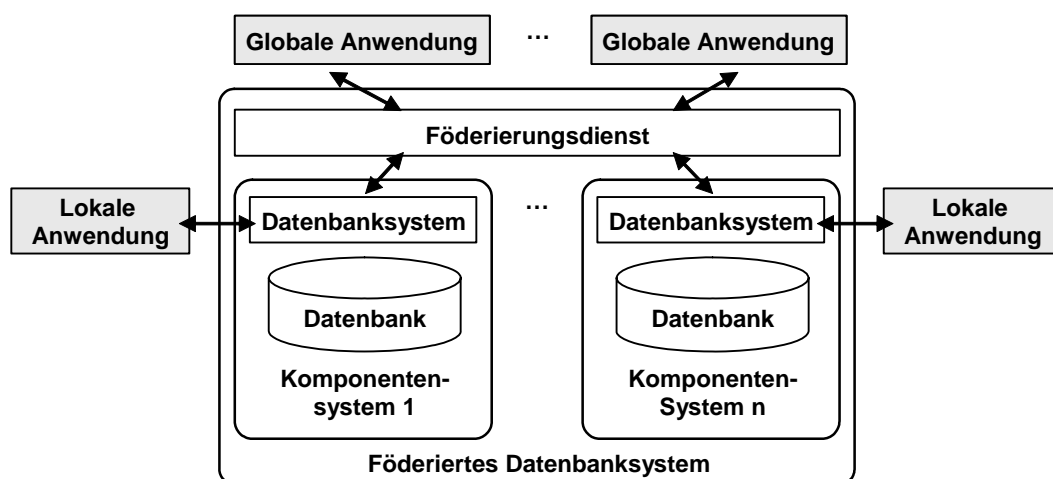 Globale Anwendung
...
Globale Anwendung
Föderierungsdienst
Lokale
Anwendung
Datenbanksystem
...
Datenbanksystem
Lokale
Anwendung
Datenbank
Datenbank
Komponenten-
system 1
Komponenten-
System n
Föderiertes Datenbanksystem